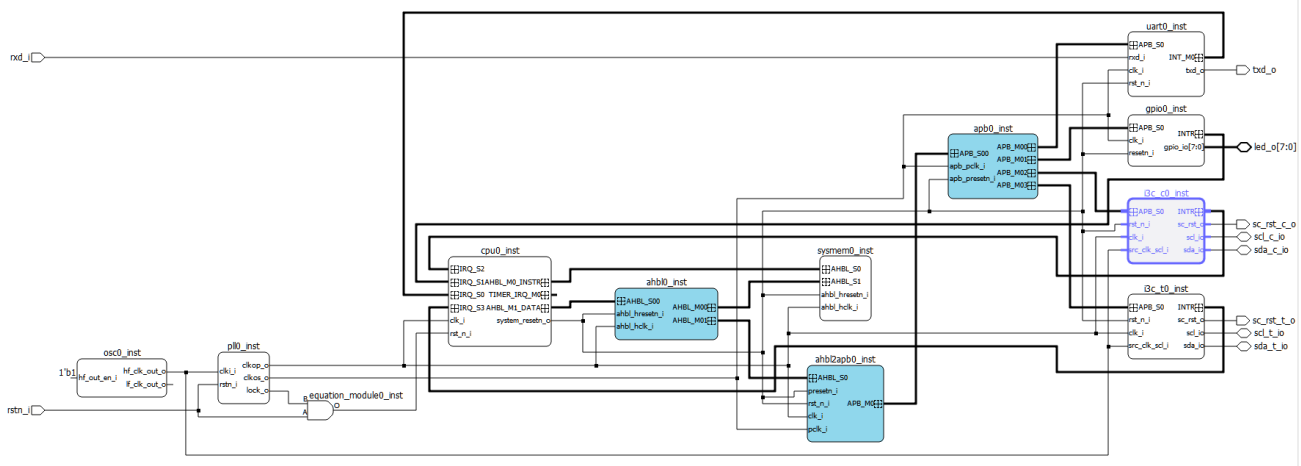 rxd_i
1'b1
rstn_i
osc0_inst
hf_out_en_i
hf_clk_out_o
lf_clk_out_o
pll0_inst
clki_i
rstn_i
clkop_o
clkos_o
lock_o
equation_module0_inst
B
A
O
cpu0_inst
IRQ_S2
IRQ_S1
IRQ_S0
IRQ_S3
clk_i
rst_n_i
AHBL_M0_INSTR
TIMER_IRQ_M0
AHBL_M1_DATA
system_resetn_o
ahbl0_inst
AHBL_S00
ahbl_hresetn_i
ahbl_hclk_i
AHBL_M00
AHBL_M01
sysmem0_inst
AHBL_S0
AHBL_S1
ahbl_hresetn_i
ahbl_hclk_i
ahbl2apb0_inst
AHBL_S0
presetn_i
rst_n_i
clk_i
pclk_i
APB_M0
apb0_inst
APB_S00
apb_pclk_i
apb_presetn_i
APB_M00
APB_M01
APB_M02
APB_M03
uart0_inst
APB_S0
rxd_i
clk_i
rst_n_i
INT_M0
txd_o
gpio0_inst
APB_S0
clk_i
resetn_i
INTR
gpio_io[7:0]
i3c_c0_inst
APB_S0
rst_n_i
clk_i
src_clk_scl_i
INTR
sc_rst_o
scl_io
sda_io
i3c_t0_inst
APB_S0
rst_n_i
clk_i
src_clk_scl_i
INTR
sc_rst_o
scl_io
sda_io
txd_o
led_o[7:0]
sc_rst_c_o
scl_c_io
sda_c_io
sc_rst_t_o
scl_t_io
sda_t_io